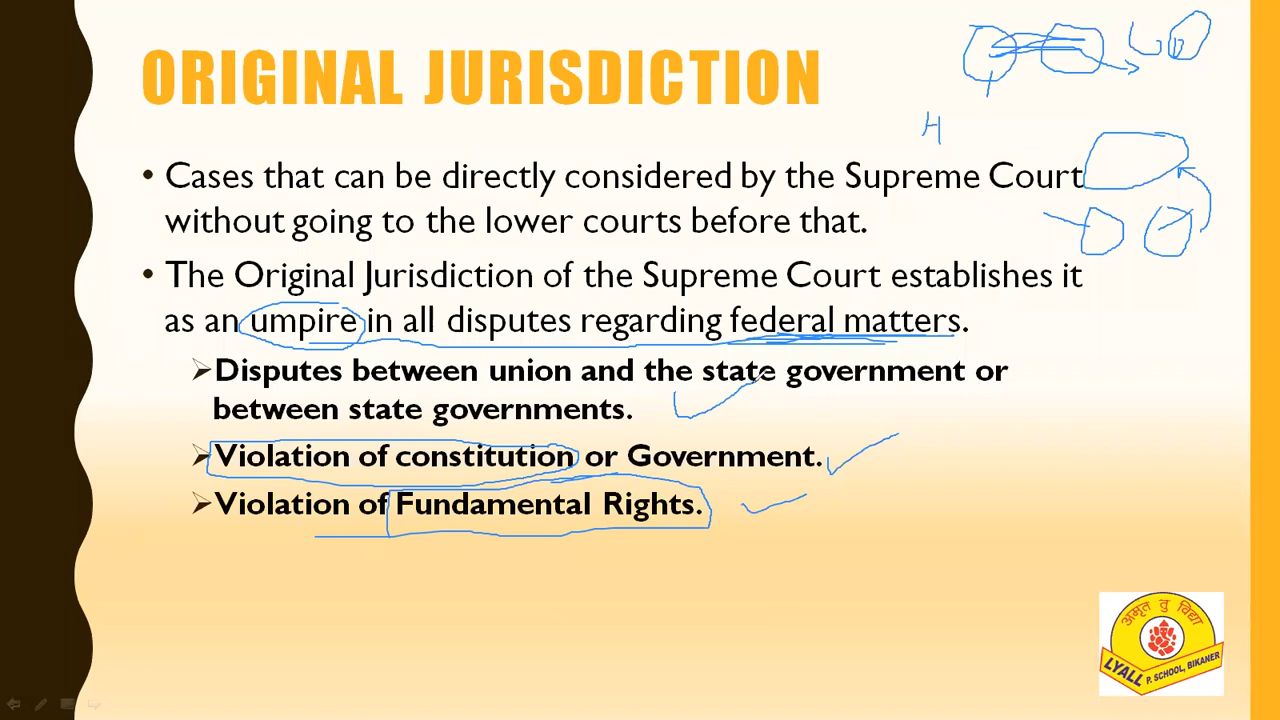 ORIGINAL JURISDICTION
H
• Cases that can be directly considered by the Supreme Court
without going to the lower courts before that.
• The Original Jurisdiction of the Supreme Court establishes it
as an umpire in all disputes regarding federal matters.
➢Disputes between union and the state government or
between state governments.
➢Violation of constitution or Government.
➢Violation of Fundamental Rights.
अमृत तु विद्या
LYALL P. SCHOOL, BIKANER